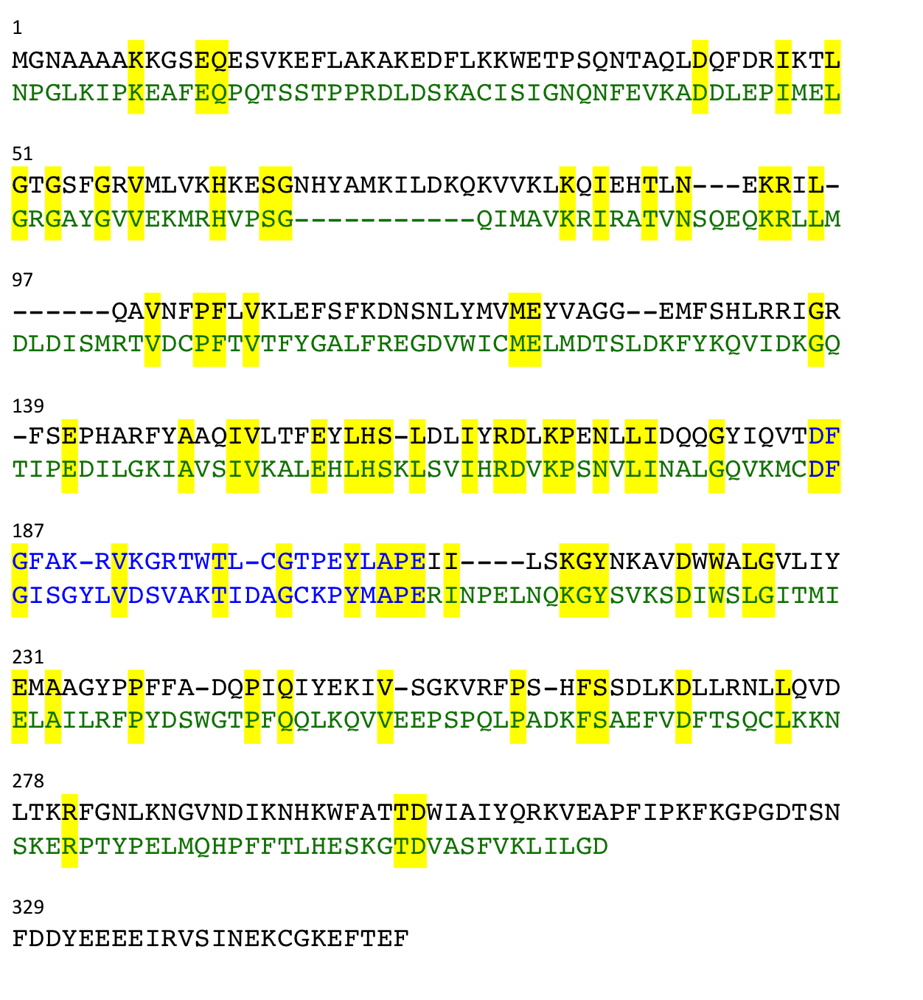 1
MGNAAAAKKGSEQESVKEFLAKAKEDFLKKWETPSQNTAQLDQFDRIKTL
NPGLKIPKEAFEQPQTSSTPPRDLDSKACISIGNQNFEVKADDLEPIMEL
51
GTGSFGRVMLVKHKESGNHYAMKILDKQKVVKLKQIEHTLN---EKRIL-
GRGAYGVVEKMRHVPSG-----------QIMAVKRIRATVNSQEQKRLLM
97
------QAVNFPFLVKLEFSFKDNSNLYMVMEYVAGG--EMFSHLRRIGR
DLDISMRTVDCPFTVTFYGALFREGDVWICMELMDTSLDKFYKQVIDKGQ
139
-FSEPHARFYAAQIVLTFEYLHS-LDLIYRDLKPENLLIDQQGYIQVTDF
TIPEDILGKIAVSIVKALEHLHSKLSVIHRDVKPSNVLINALGQVKMCDF
187
GFAK-RVKGRTWTL-CGTPEYLAPEII----LSKGYNKAVDWWALGVLIY
GISGYLVDSVAKTIDAGCKPYMAPERINPELNQKGYSVKSDIWSLGITMI
231
EMAAGYPPFFA-DQPIQIYEKIV-SGKVRFPS-HFSSDLKDLLRNLLQVD
ELAILRFPYDSWGTPFQQLKQVVEEPSPQLPADKFSAEFVDFTSQCLKKN
278
LTKRFGNLKNGVNDIKNHKWFATTDWIAIYQRKVEAPFIPKFKGPGDTSN
SKERPTYPELMQHPFFTLHESKGTDVASFVKLILGD
329
FDDYEEEEIRVSINEKCGKEFTEF